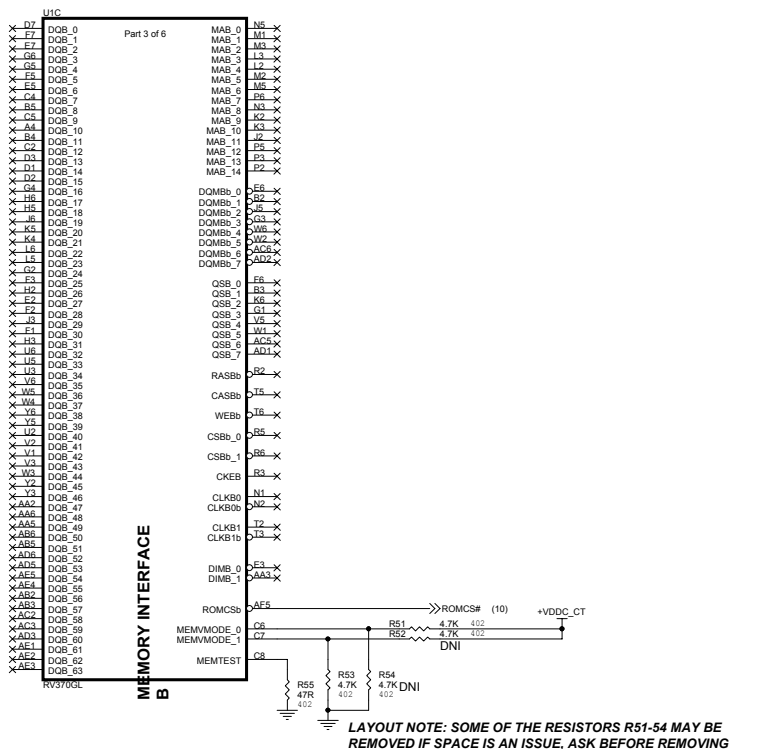 U1C
Part 3 of 6
D7 DQB_0
F7 DQB_1
E7 DQB_2
G6 DQB_3
G5 DQB_4
F5 DQB_5
E5 DQB_6
C4 DQB_7
B5 DQB_8
C5 DQB_9
A4 DQB_10
B4 DQB_11
C2 DQB_12
D3 DQB_13
D1 DQB_14
D2 DQB_15
G4 DQB_16
H6 DQB_17
H5 DQB_18
J6 DQB_19
K5 DQB_20
K4 DQB_21
L6 DQB_22
L5 DQB_23
G2 DQB_24
F3 DQB_25
H2 DQB_26
E2 DQB_27
F2 DQB_28
J3 DQB_29
F1 DQB_30
H3 DQB_31
U6 DQB_32
U5 DQB_33
U3 DQB_34
V6 DQB_35
W5 DQB_36
W4 DQB_37
Y6 DQB_38
Y5 DQB_39
U2 DQB_40
V2 DQB_41
V1 DQB_42
V3 DQB_43
W3 DQB_44
Y2 DQB_45
Y3 DQB_46
AA2 DQB_47
AA6 DQB_48
AA5 DQB_49
AB6 DQB_50
AB5 DQB_51
AD6 DQB_52
AD5 DQB_53
AE5 DQB_54
AE4 DQB_55
AB2 DQB_56
AB3 DQB_57
AC2 DQB_58
AC3 DQB_59
AD3 DQB_60
AE1 DQB_61
AE2 DQB_62
AE3 DQB_63
RV370GL
MEMORY INTERFACE
B
MAB_0 N5
MAB_1 M1
MAB_2 M3
MAB_3 L3
MAB_4 L2
MAB_5 M2
MAB_6 M5
MAB_7 P6
MAB_8 N3
MAB_9 K2
MAB_10 K3
MAB_11 J2
MAB_12 P5
MAB_13 P3
MAB_14 P2
DQMBb_0 E6
DQMBb_1 B2
DQMBb_2 J5
DQMBb_3 G3
DQMBb_4 W6
DQMBb_5 W2
DQMBb_6 AC6
DQMBb_7 AD2
QSB_0 F6
QSB_1 B3
QSB_2 K6
QSB_3 G1
QSB_4 V5
QSB_5 W1
QSB_6 AC5
QSB_7 AD1
RASBb R2
CASBb T5
WEBb T6
CSBb_0 R5
CSBb_1 R6
CKEB R3
CLKB0 N1
CLKB0b N2
CLKB1 T2
CLKB1b T3
DIMB_0 E3
DIMB_1 AA3
ROMCSb AF5
ROMCS# (10)
+VDDC_CT
MEMVMODE_0 C6
R51 4.7K 402
MEMVMODE_1 C7
R52 4.7K 402
DNI
MEMTEST C8
R55
47R
402
R53
4.7K
402
R54
4.7K DNI
402
LAYOUT NOTE: SOME OF THE RESISTORS R51-54 MAY BE
REMOVED IF SPACE IS AN ISSUE, ASK BEFORE REMOVING